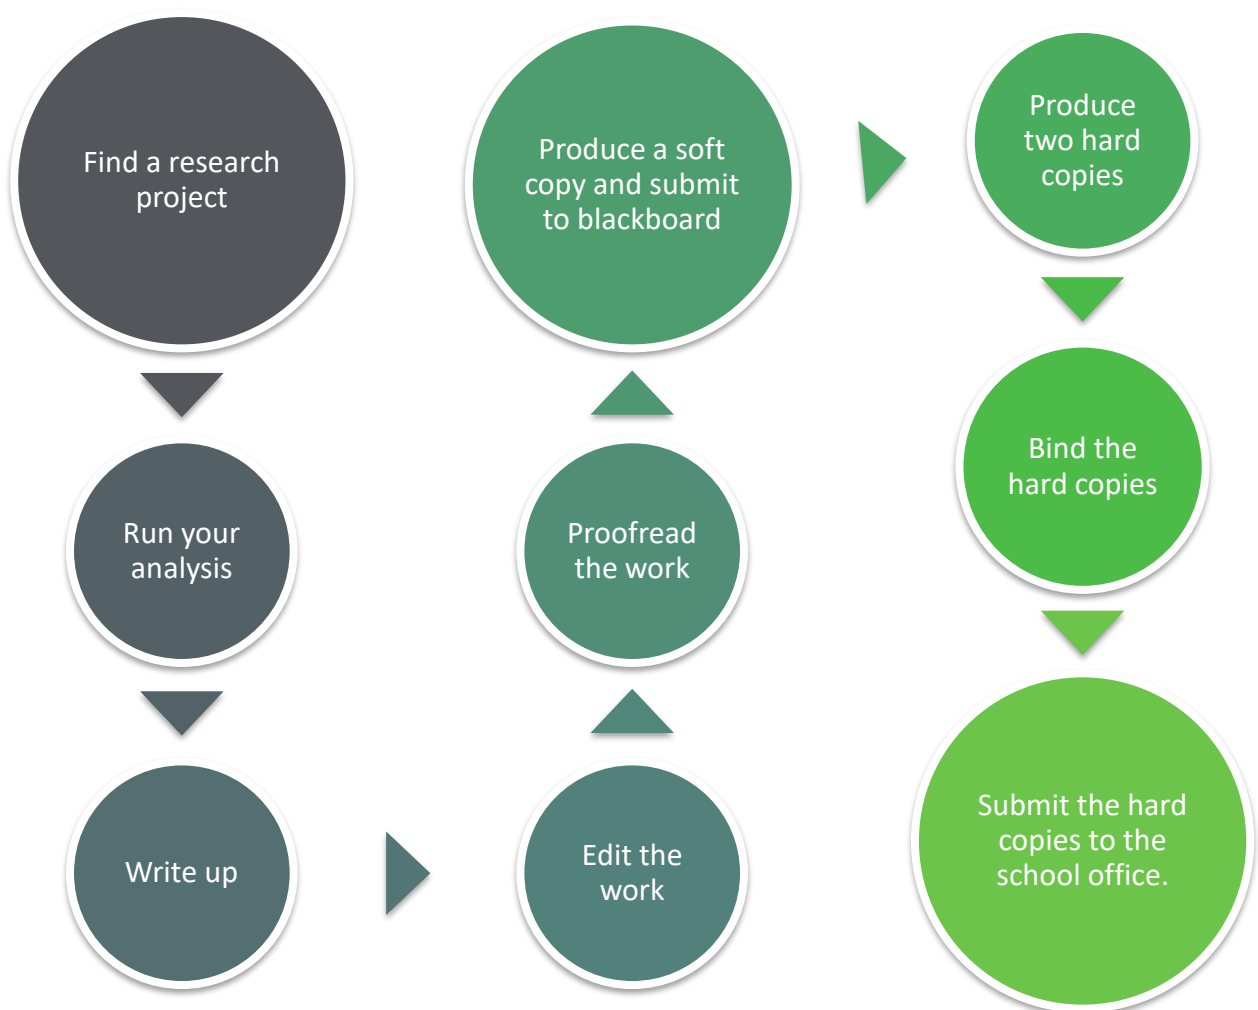 Find a research
project
Run your
analysis
Write up
Edit the
work
Proofread
the work
Produce a soft
copy and submit
to blackboard
Produce
two hard
copies
Bind the
hard copies
Submit the hard
copies to the
school office.